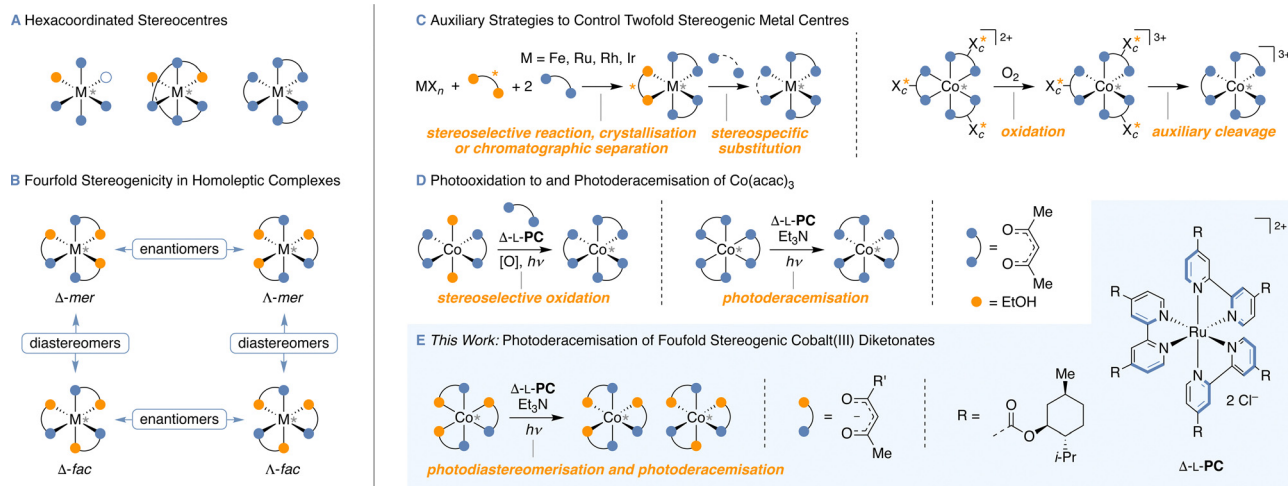 A Hexacoordinated Stereocentres
M*
M*
M*
B Fourfold Stereogenicity in Homoleptic Complexes
M*
enantiomers
M*
Δ-mer
Λ-mer
diastereomers
diastereomers
M*
enantiomers
M*
Δ-fac
Λ-fac
C Auxiliary Strategies to Control Twofold Stereogenic Metal Centres
M = Fe, Ru, Rh, Ir
MXn + * + 2
* M*
M*
stereoselective reaction, crystallisation
or chromatographic separation
stereospecific
substitution
Xc* 2+
Xc* Co*
Xc*
O2
oxidation
Xc* 3+
Xc* Co*
Xc*
auxiliary cleavage
3+
Co*
D Photooxidation to and Photoderacemisation of Co(acac)3
Co
Δ-L-PC
[O], hν
Co*
stereoselective oxidation
Co*
Δ-L-PC
Et3N
hν
Co*
photoderacemisation
=
Me
O
O
Me
= EtOH
E This Work: Photoderacemisation of Foufold Stereogenic Cobalt(III) Diketonates
Co*
Δ-L-PC
Et3N
hν
Co*
Co*
photodiastereomerisation and photoderacemisation
=
R'
O
−
O
Me
R =
O
O
Me
i-Pr
2+
R
R
R
R
R
R
N
N
N
N
N
N
Ru
2 Cl−
Δ-L-PC